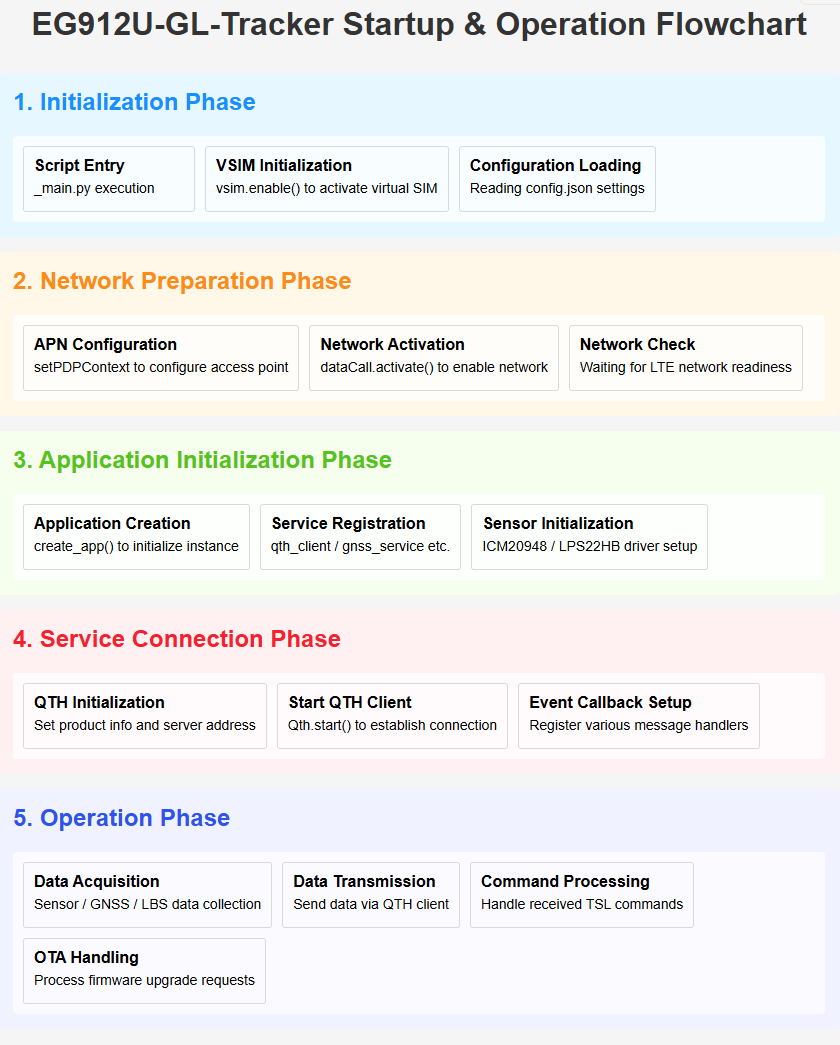 EG912U-GL-Tracker Startup & Operation Flowchart
1. Initialization Phase
Script Entry
_main.py execution
VSIM Initialization
vsim.enable() to activate virtual SIM
Configuration Loading
Reading config.json settings
2. Network Preparation Phase
APN Configuration
setPDPContext to configure access point
Network Activation
dataCall.activate() to enable network
Network Check
Waiting for LTE network readiness
3. Application Initialization Phase
Application Creation
create_app() to initialize instance
Service Registration
qth_client / gnss_service etc.
Sensor Initialization
ICM20948 / LPS22HB driver setup
4. Service Connection Phase
QTH Initialization
Set product info and server address
Start QTH Client
Qth.start() to establish connection
Event Callback Setup
Register various message handlers
5. Operation Phase
Data Acquisition
Sensor / GNSS / LBS data collection
Data Transmission
Send data via QTH client
Command Processing
Handle received TSL commands
OTA Handling
Process firmware upgrade requests